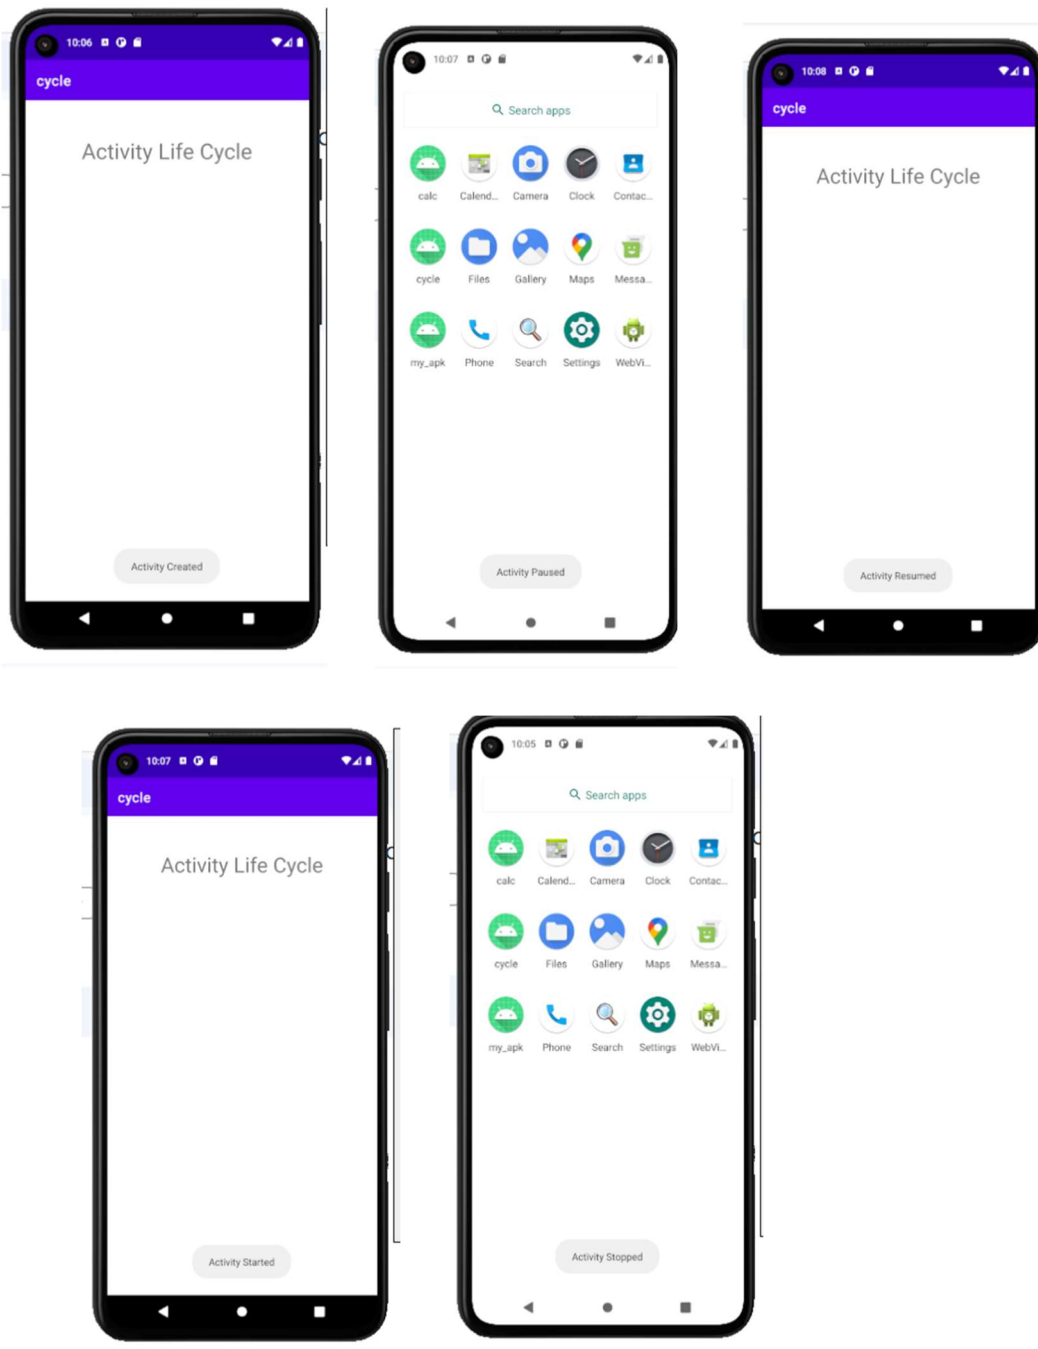 10:06
cycle
Activity Life Cycle
Activity Created
10:07
Search apps
calc Calend... Camera Clock Contac...
cycle Files Gallery Maps Messa...
my_apk Phone Search Settings WebVi...
Activity Paused
10:08
cycle
Activity Life Cycle
Activity Resumed
10:07
cycle
Activity Life Cycle
Activity Started
10:05
Search apps
calc Calend... Camera Clock Contac...
cycle Files Gallery Maps Messa...
my_apk Phone Search Settings WebVi...
Activity Stopped